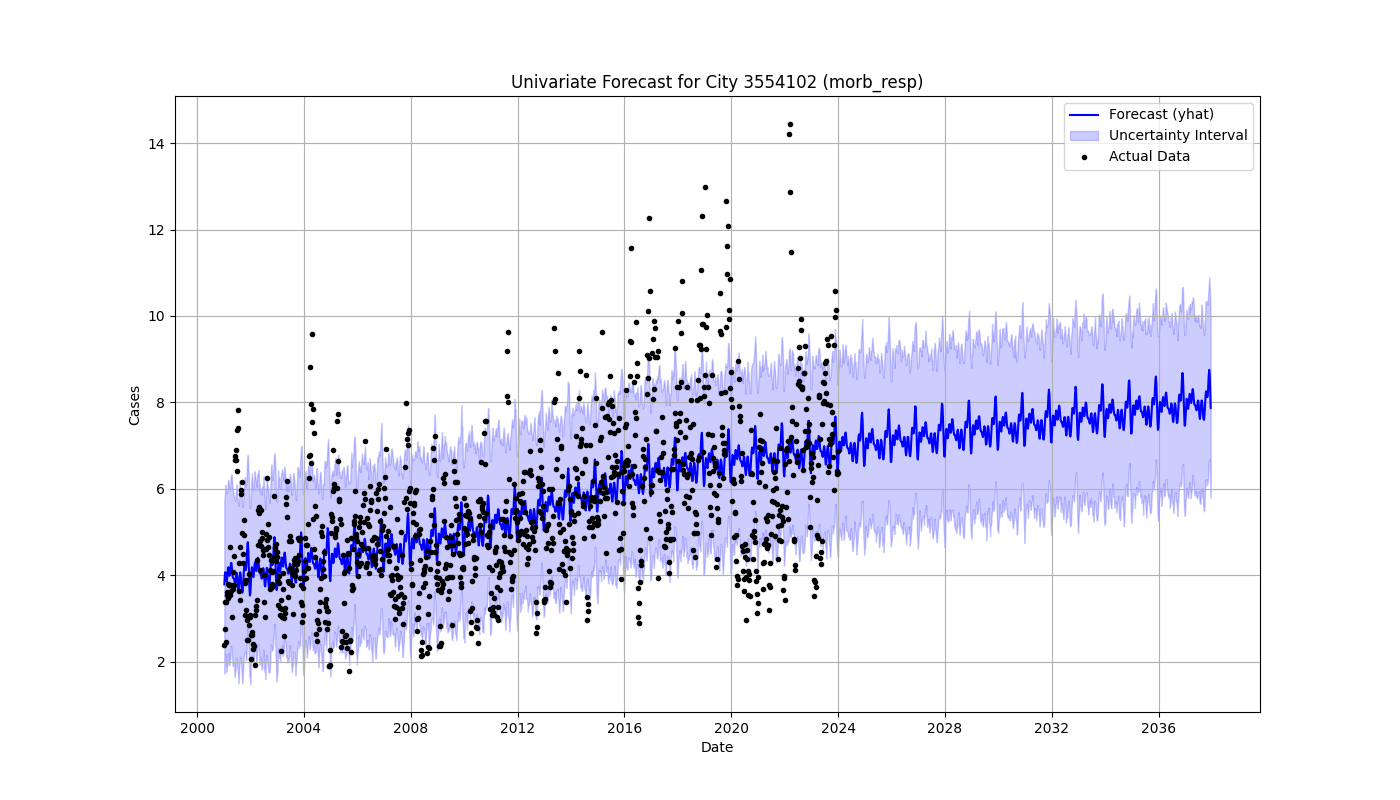 Univariate Forecast for City 3554102 (morb_resp)
Forecast (yhat)
Uncertainty Interval
Actual Data
Cases
14
12
10
8
6
4
2
2000 2004 2008 2012 2016 2020 2024 2028 2032 2036
Date